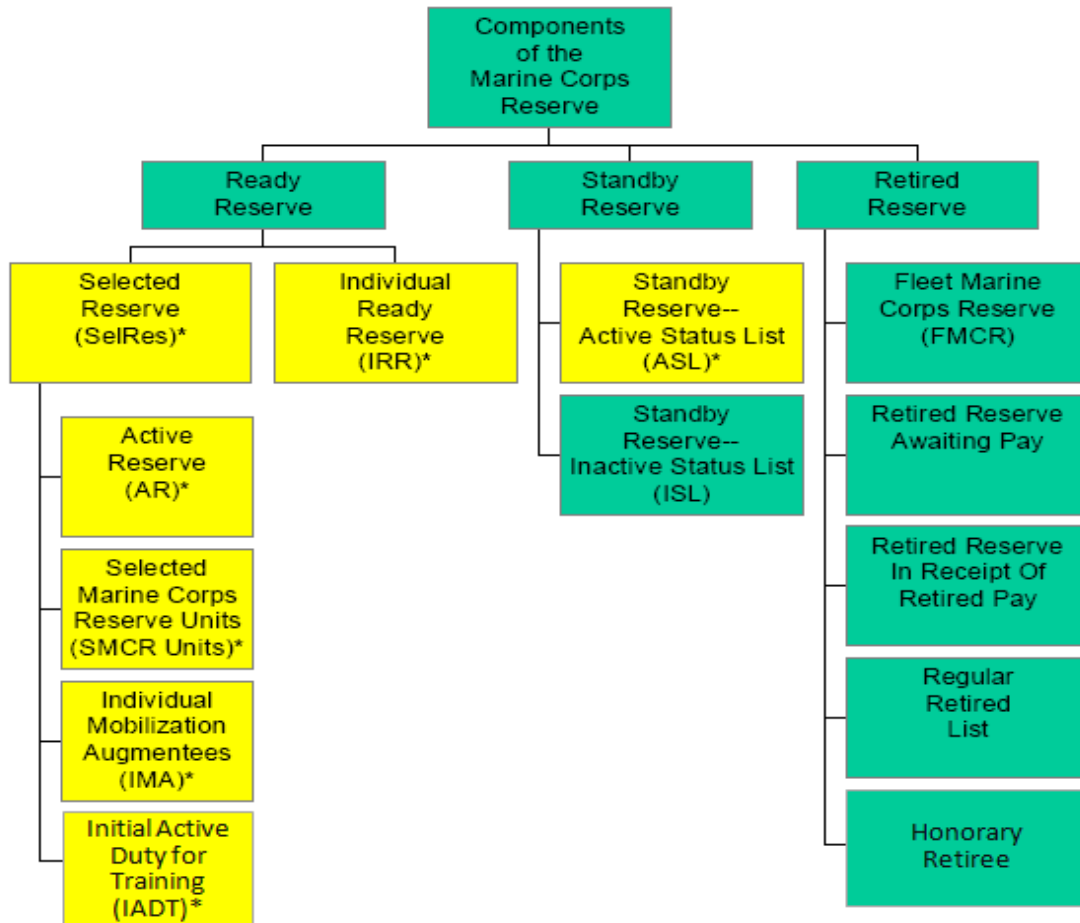 Components
of the
Marine Corps
Reserve
Ready
Reserve
Standby
Reserve
Retired
Reserve
Selected
Reserve
(SelRes)*
Individual
Ready
Reserve
(IRR)*
Standby
Reserve--
Active Status List
(ASL)*
Fleet Marine
Corps Reserve
(FMCR)
Active
Reserve
(AR)*
Standby
Reserve--
Inactive Status List
(ISL)
Retired Reserve
Awaiting Pay
Selected
Marine Corps
Reserve Units
(SMCR Units)*
Retired Reserve
In Receipt Of
Retired Pay
Individual
Mobilization
Augmentees
(IMA)*
Regular
Retired
List
Initial Active
Duty for
Training
(IADT)*
Honorary
Retiree